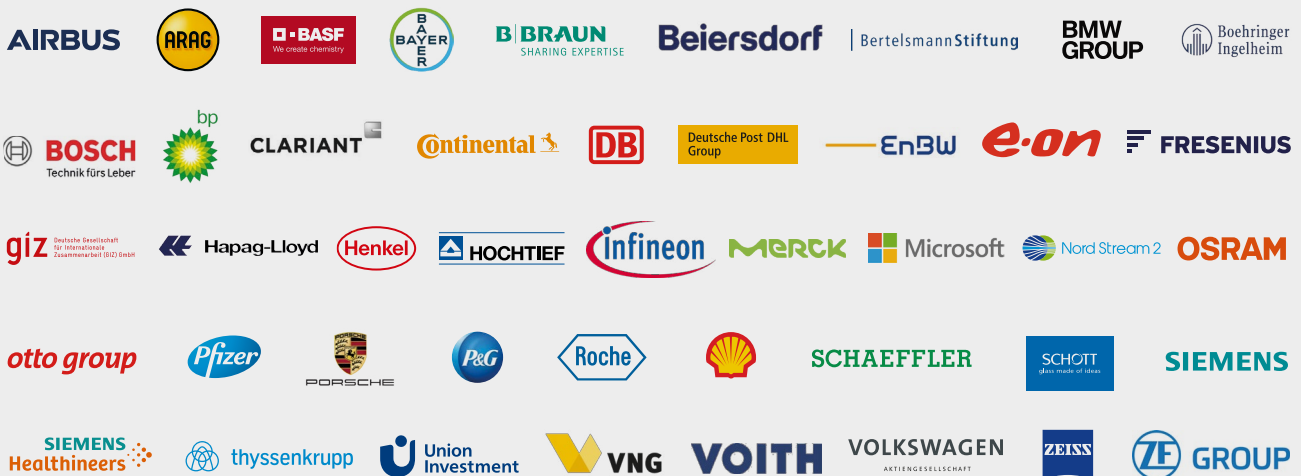 AIRBUS
ARAG
BASF
We create chemistry
BAYER
BAYER
B|BRAUN
SHARING EXPERTISE
Beiersdorf
BertelsmannStiftung
BMW
GROUP
Boehringer
Ingelheim
BOSCH
Technik fürs Leber
bp
CLARIANT
Continental
DB
Deutsche Post DHL
Group
EnBW
e·on
FRESENIUS
giz
Deutsche Gesellschaft
für Internationale
Zusammenarbeit (GIZ) GmbH
Hapag-Lloyd
Henkel
HOCHTIEF
infineon
MERCK
Microsoft
Nord Stream 2
OSRAM
otto group
Pfizer
PORSCHE
PORSCHE
P&G
Roche
SCHAEFFLER
SCHOTT
glass made of ideas
SIEMENS
SIEMENS
Healthineers
thyssenkrupp
Union
Investment
VNG
VOITH
VOLKSWAGEN
AKTIENGESELLSCHAFT
ZEISS
ZF GROUP